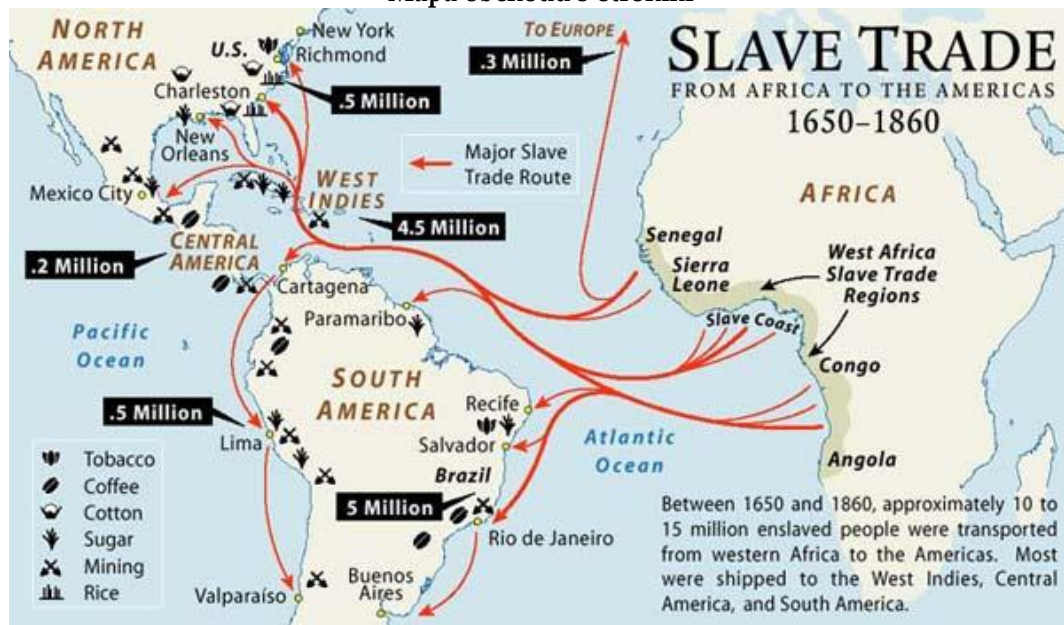 Mapa obchodu s otrokmi
SLAVE TRADE
FROM AFRICA TO THE AMERICAS
1650–1860
NORTH
AMERICA
U.S.
New York
Richmond
.5 Million
Charleston
New
Orleans
Mexico City
TO EUROPE
.3 Million
Major Slave
Trade Route
WEST
INDIES
4.5 Million
CENTRAL
AMERICA
.2 Million
Cartagena
Paramaribo
Pacific
Ocean
SOUTH
AMERICA
.5 Million
Lima
Recife
Salvador
Brazil
5 Million
Rio de Janeiro
Valparaíso
Buenos
Aires
Atlantic
Ocean
AFRICA
Senegal
Sierra
Leone
West Africa
Slave Trade
Regions
Slave Coast
Congo
Angola
Tobacco
Coffee
Cotton
Sugar
Mining
Rice
Between 1650 and 1860, approximately 10 to
15 million enslaved people were transported
from western Africa to the Americas. Most
were shipped to the West Indies, Central
America, and South America.